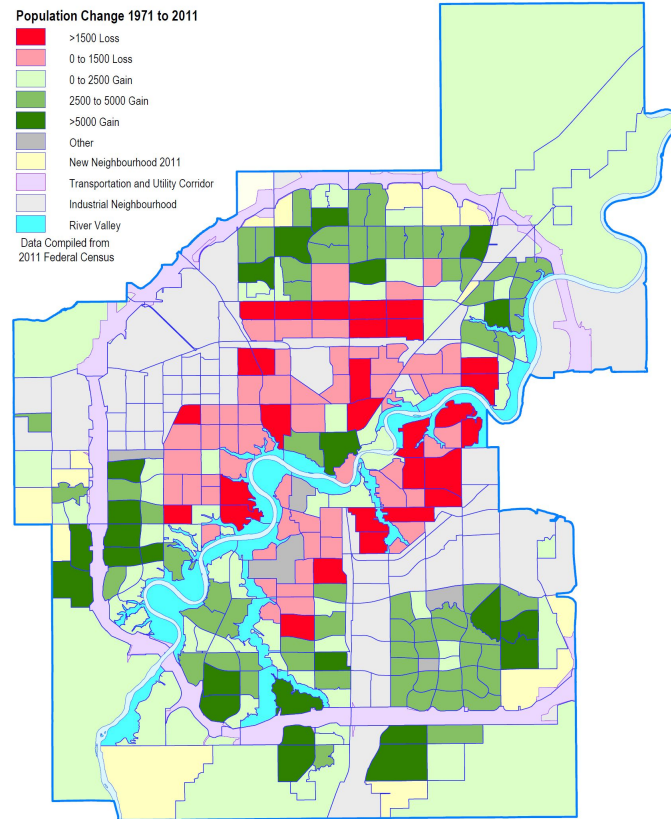 Population Change 1971 to 2011
>1500 Loss
0 to 1500 Loss
0 to 2500 Gain
2500 to 5000 Gain
>5000 Gain
Other
New Neighbourhood 2011
Transportation and Utility Corridor
Industrial Neighbourhood
River Valley
Data Compiled from
2011 Federal Census